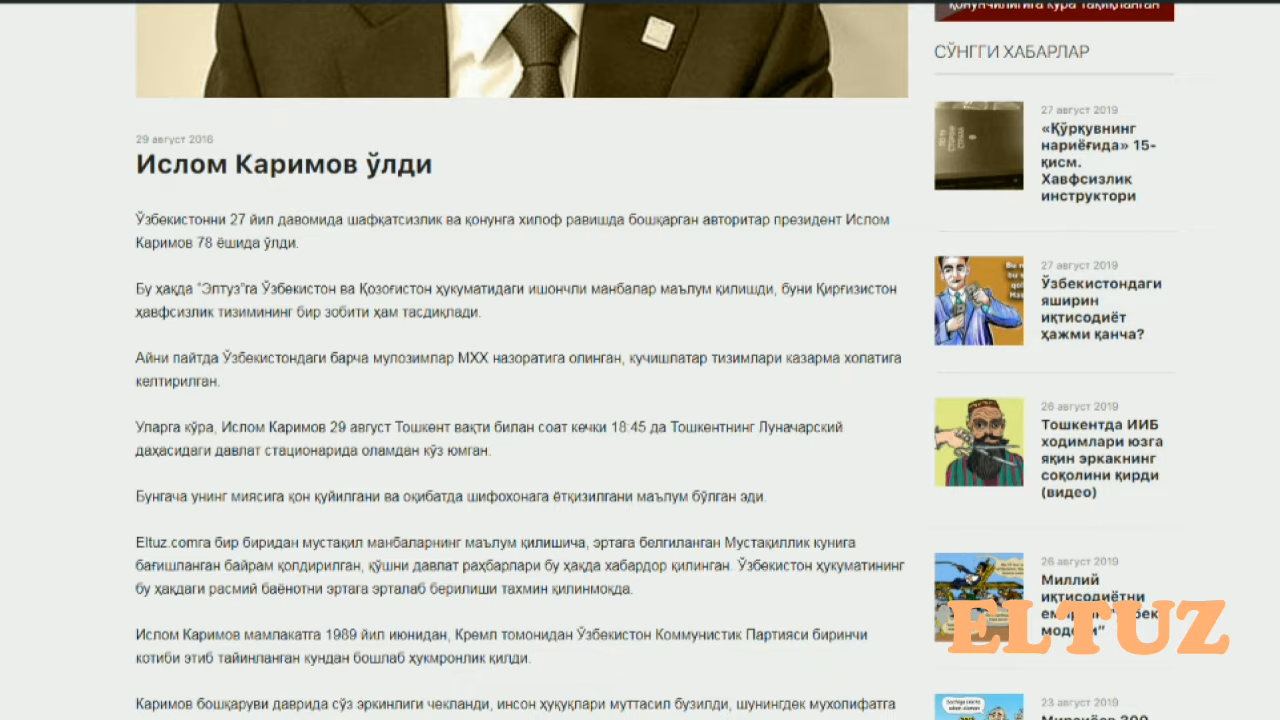 29 август 2016
Ислом Каримов ўлди
Ўзбекистонни 27 йил давомида шафқатсизлик ва қонунга хилоф равишда бошқарган авторитар президент Ислом
Каримов 78 ёшида ўлди.
Бу ҳақда "Элтуз"га Ўзбекистон ва Қозоғистон ҳукуматидаги ишончли манбалар маълум қилишди, буни Қирғизистон
ҳавфсизлик тизимининг бир зобити ҳам тасдиқлади.
Айни пайтда Ўзбекистондаги барча мулозимлар МХХ назоратига олинган, кучишлатар тизимлари казарма холатига
келтирилган.
Уларга кўра, Ислом Каримов 29 август Тошкент вақти билан соат кечки 18:45 да Тошкентнинг Луначарский
даҳасидаги давлат стационарида оламдан кўз юмган.
Бунгача унинг миясига қон қуйилгани ва оқибатда шифохонага ётқизилгани маълум бўлган эди.
Eltuz.comга бир биридан мустақил манбаларнинг маълум қилишича, эртага белгиланган Мустақиллик кунига
бағишланган байрам қолдирилган, қўшни давлат раҳбарлари бу ҳақда хабардор қилинган. Ўзбекистон ҳукуматининг
бу ҳақдаги расмий баёнотни эртага эрталаб берилиши тахмин қилинмоқда.
Ислом Каримов мамлакатга 1989 йил июнидан, Кремл томонидан Ўзбекистон Коммунистик Партияси биринчи
котиби этиб тайинланган кундан бошлаб ҳукмронлик қилди.
Каримов бошқаруви даврида сўз эркинлиги чекланди, инсон ҳуқуқлари муттасил бузилди, шунингдек мухолифатга
қонунчилигига кўра тақиқланган
СЎНГГИ ХАБАРЛАР
27 август 2019
«Қўрқувнинг
нариёғида» 15-
қисм.
Хавфсизлик
инструктори
27 август 2019
Ўзбекистондаги
яширин
иқтисодиёт
ҳажми қанча?
26 август 2019
Тошкентда ИИБ
ходимлари юзга
яқин эркакнинг
соқолини қирди
(видео)
26 август 2019
Миллий
иқтисодиётни
ELTUZ
23 август 2019